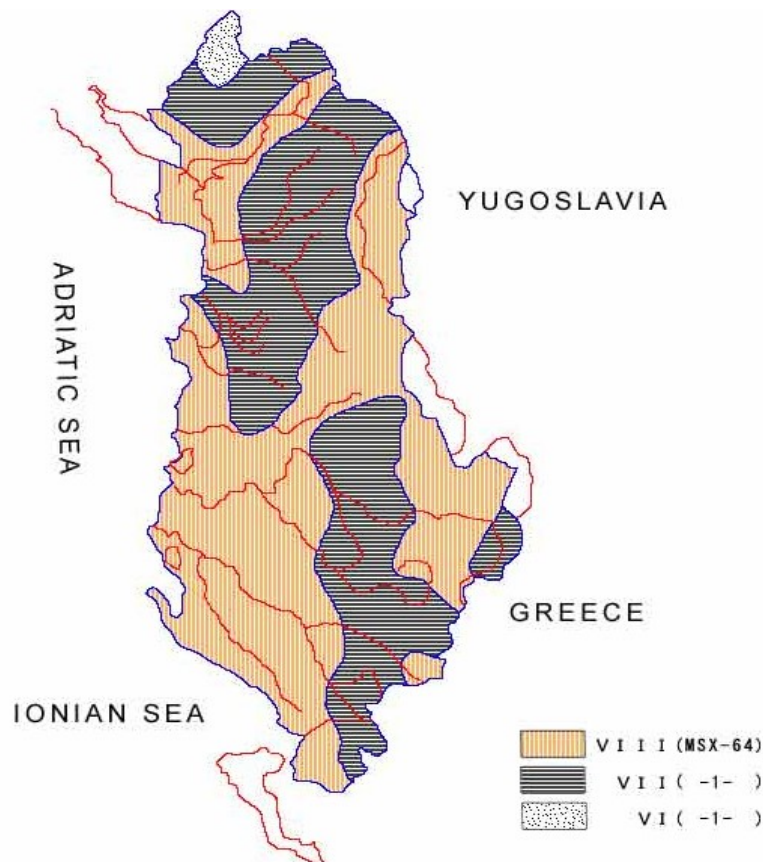 YUGOSLAVIA
ADRIATIC SEA
GREECE
IONIAN SEA
VIII (MSX-64)
VII ( -1- )
VI ( -1- )